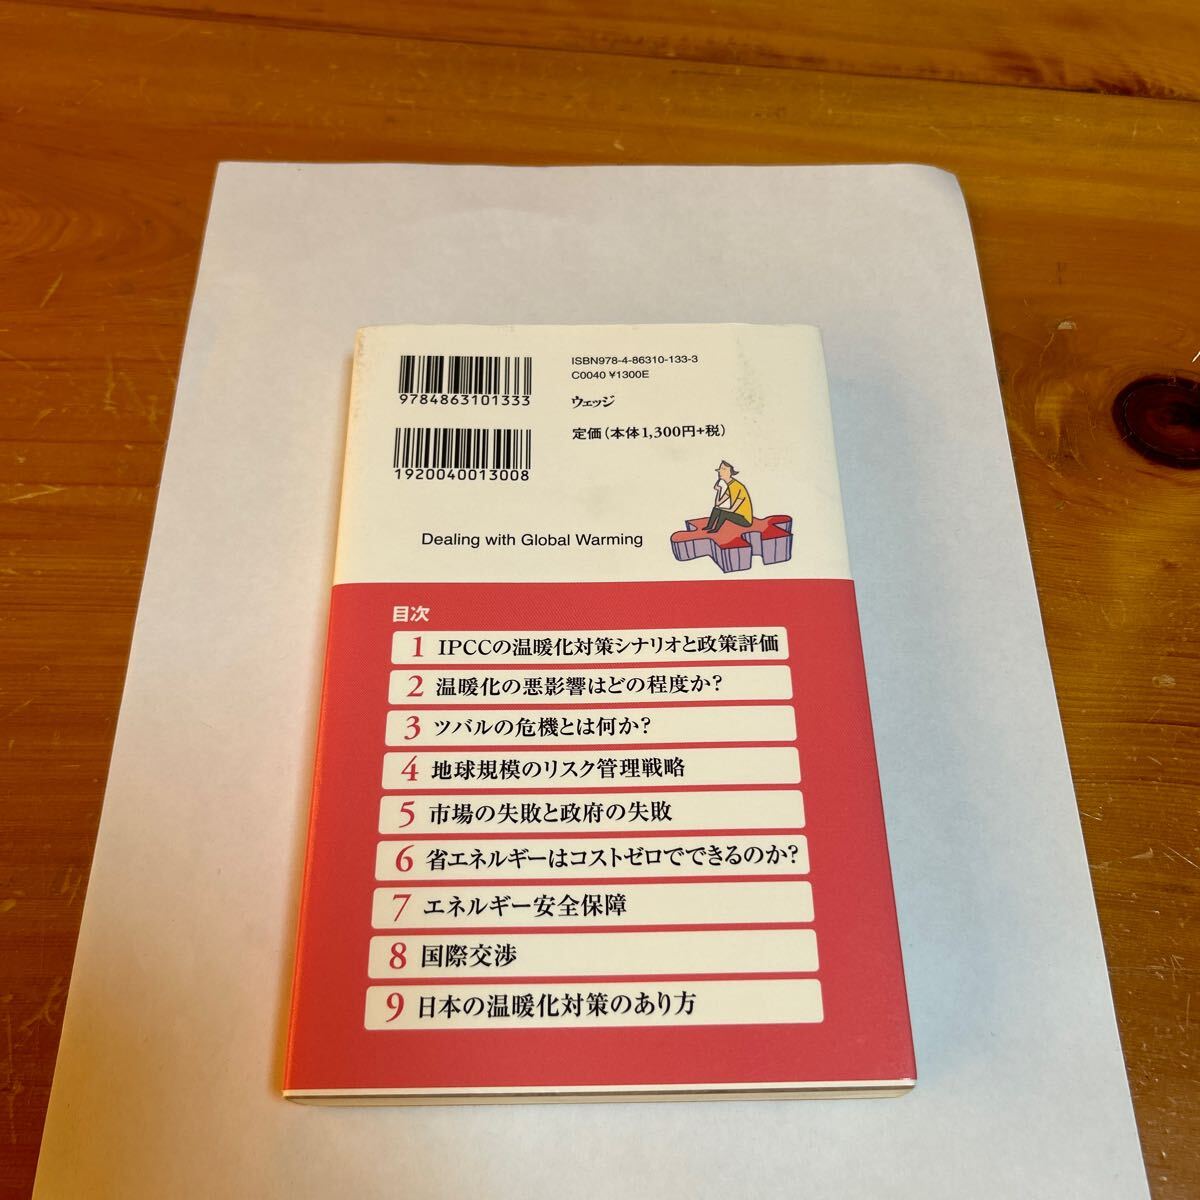 ISBN978-4-86310-133-3
C0040 ¥1300E
9784863101333
ウェッジ
定価(本体1,300円+税)
1920040013008
Dealing with Global Warming
目次
1 IPCCの温暖化対策シナリオと政策評価
2 温暖化の悪影響はどの程度か?
3 ツバルの危機とは何か?
4 地球規模のリスク管理戦略
5 市場の失敗と政府の失敗
6 省エネルギーはコストゼロでできるのか?
7 エネルギー安全保障
8 国際交渉
9 日本の温暖化対策のあり方